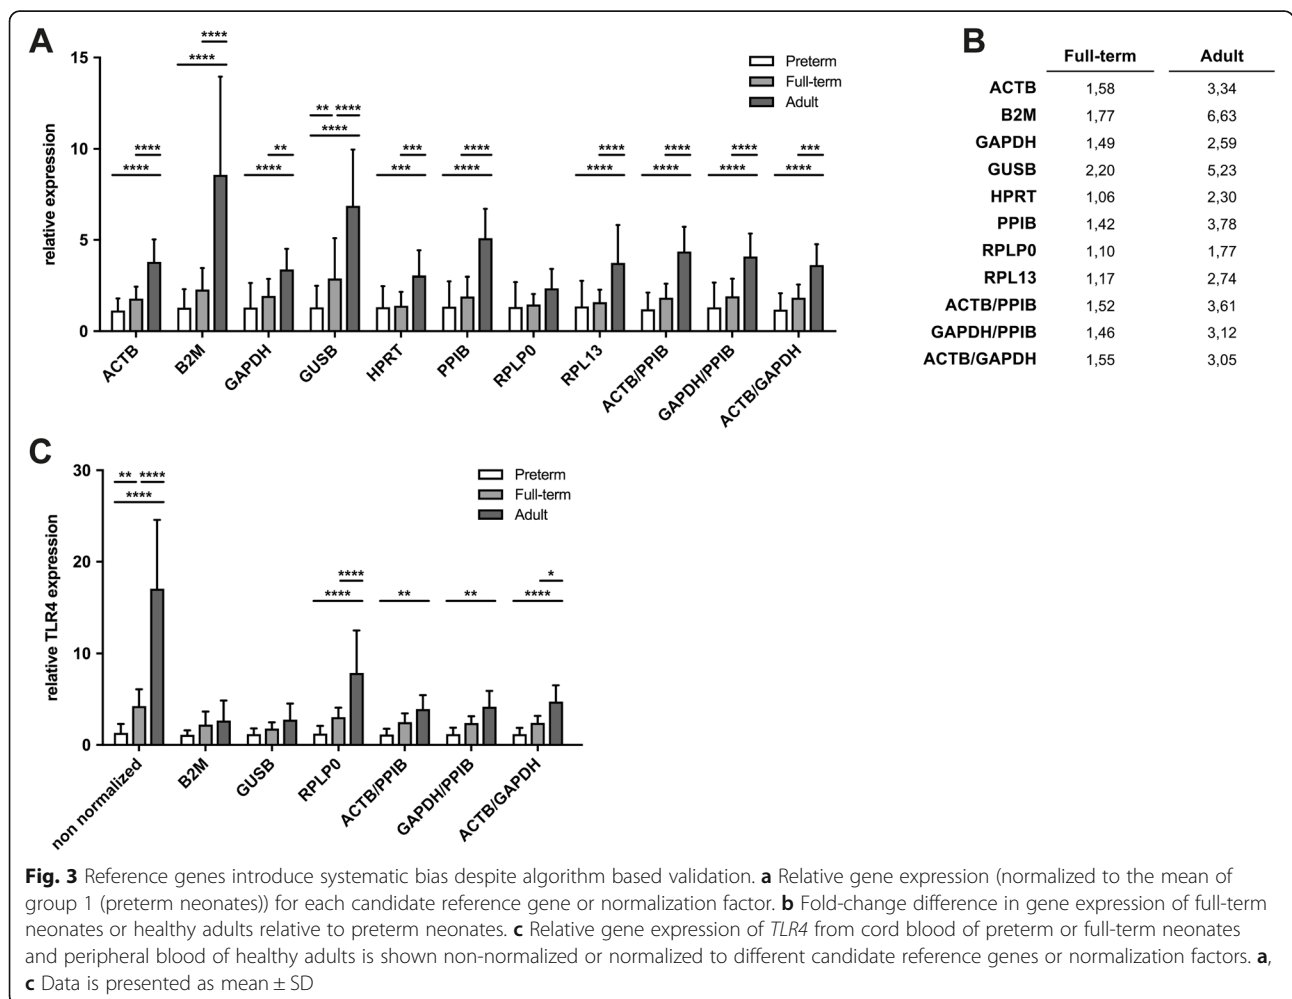 A
B
**** 
****
**** 
****
**** 
****
** 
****
** ****
****
*** 
***
**** 
****
**** 
****
**** 
****
**** 
****
*** 
****
15
10
5
0
relative expression
Preterm
Full-term
Adult
ACTB
B2M
GAPDH
GUSB
HPRT
PPIB
RPLP0
RPL13
ACTB/PPIB
GAPDH/PPIB
ACTB/GAPDH
Full-term Adult
ACTB 1,58 3,34
B2M 1,77 6,63
GAPDH 1,49 2,59
GUSB 2,20 5,23
HPRT 1,06 2,30
PPIB 1,42 3,78
RPLP0 1,10 1,77
RPL13 1,17 2,74
ACTB/PPIB 1,52 3,61
GAPDH/PPIB 1,46 3,12
ACTB/GAPDH 1,55 3,05
C
** ****
****
****
****
**
**
*
****
30
20
10
0
relative TLR4 expression
Preterm
Full-term
Adult
non normalized
B2M
GUSB
RPLP0
ACTB/PPIB
GAPDH/PPIB
ACTB/GAPDH
Fig. 3 Reference genes introduce systematic bias despite algorithm based validation. a Relative gene expression (normalized to the mean of
group 1 (preterm neonates)) for each candidate reference gene or normalization factor. b Fold-change difference in gene expression of full-term
neonates or healthy adults relative to preterm neonates. c Relative gene expression of TLR4 from cord blood of preterm or full-term neonates
and peripheral blood of healthy adults is shown non-normalized or normalized to different candidate reference genes or normalization factors. a,
c Data is presented as mean ± SD